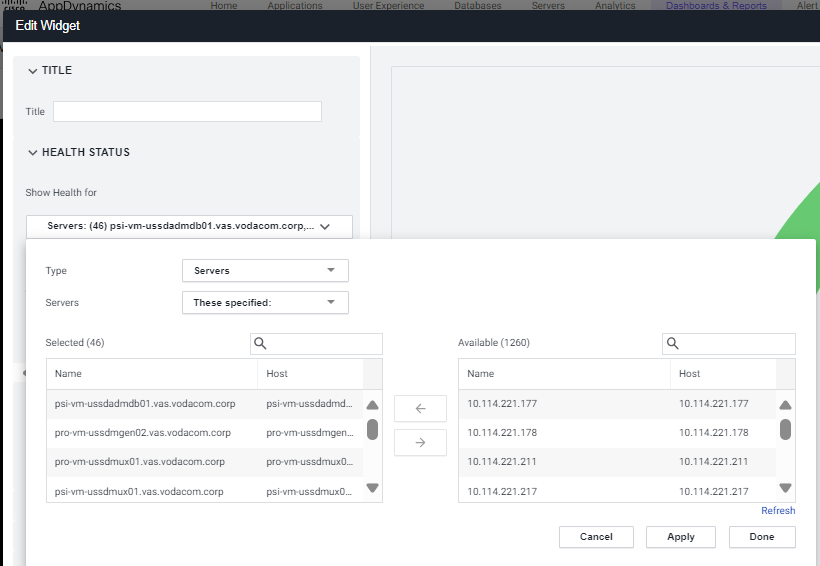 CISCO AppDynamics Home Applications User Experience Databases Servers Analytics Dashboards & Reports Alert
Edit Widget
TITLE
Title
HEALTH STATUS
Show Health for
Servers: (46) psi-vm-ussdadmdb01.vas.vodacom.corp,...
Type Servers
Servers These specified:
Selected (46) Available (1260)
Name Host Name Host
psi-vm-ussdadmdb01.vas.vodacom.corp psi-vm-ussdadmd... 10.114.221.177 10.114.221.177
pro-vm-ussdmgen02.vas.vodacom.corp pro-vm-ussdmgen... 10.114.221.178 10.114.221.178
pro-vm-ussdmux01.vas.vodacom.corp pro-vm-ussdmux0... 10.114.221.211 10.114.221.211
psi-vm-ussdmux01.vas.vodacom.corp psi-vm-ussdmux0... 10.114.221.217 10.114.221.217
Refresh
Cancel Apply Done